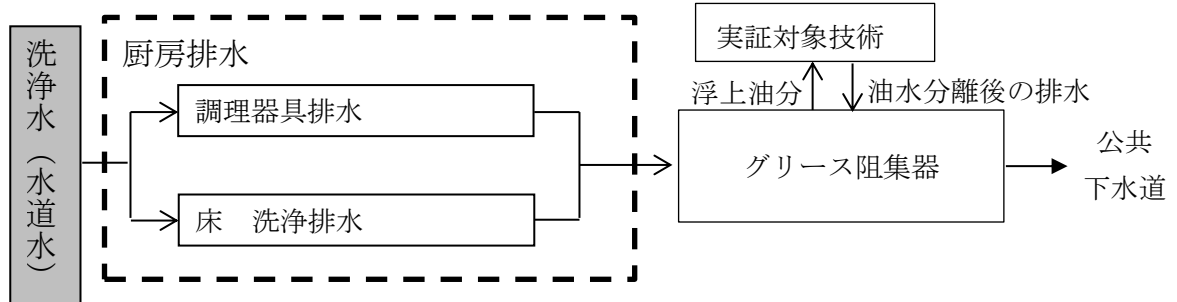 洗浄水（水道水）
厨房排水
調理器具排水
床　洗浄排水
実証対象技術
浮上油分
油水分離後の排水
グリース阻集器
公共
下水道